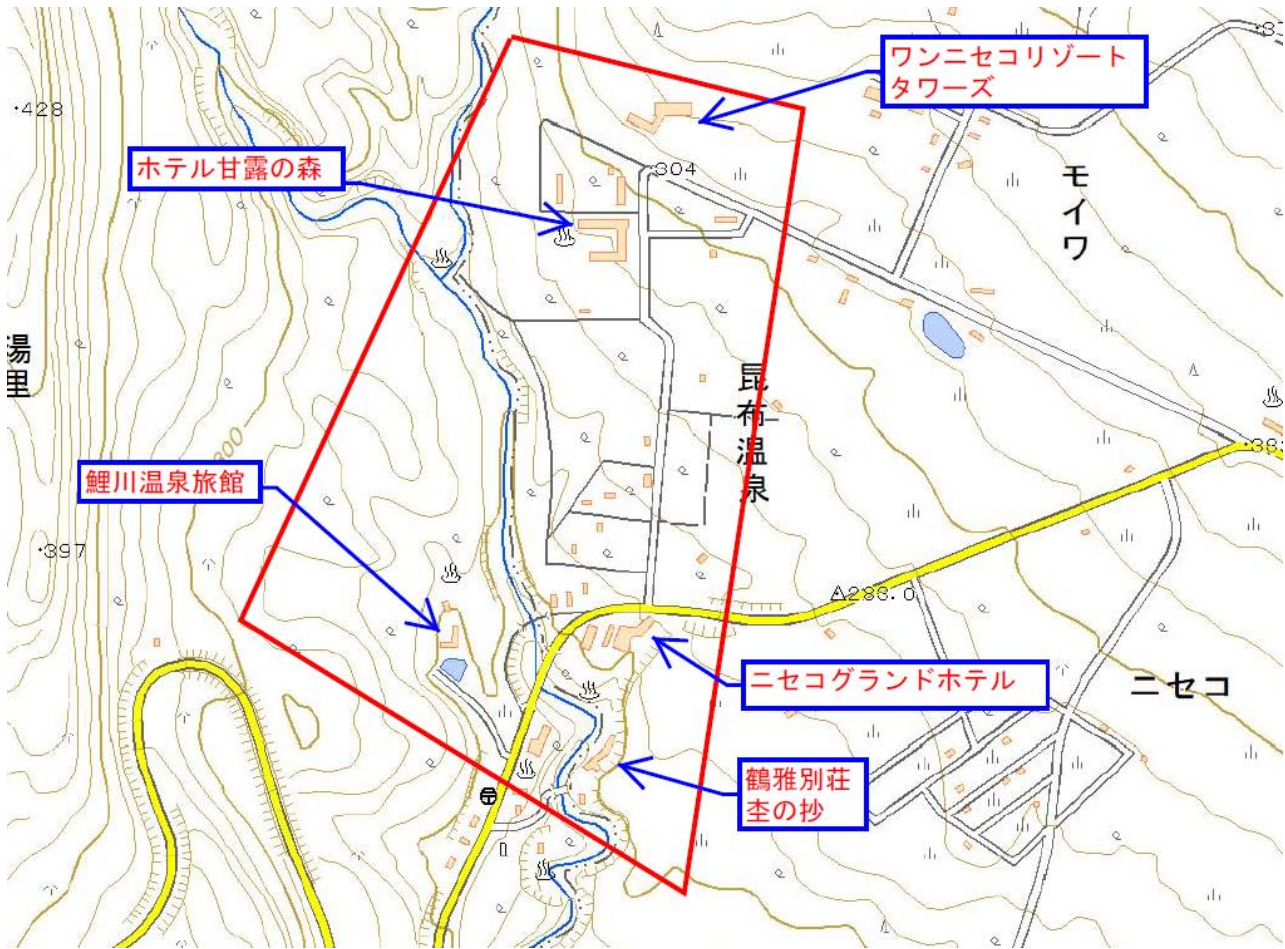 ワンニセコリゾート
タワーズ
・428
ホテル甘露の森
・304
モイワ
湯里
昆布温泉
300
鯉川温泉旅館
・397
288.0
ニセコグランドホテル
ニセコ
鶴雅別荘
杢の抄